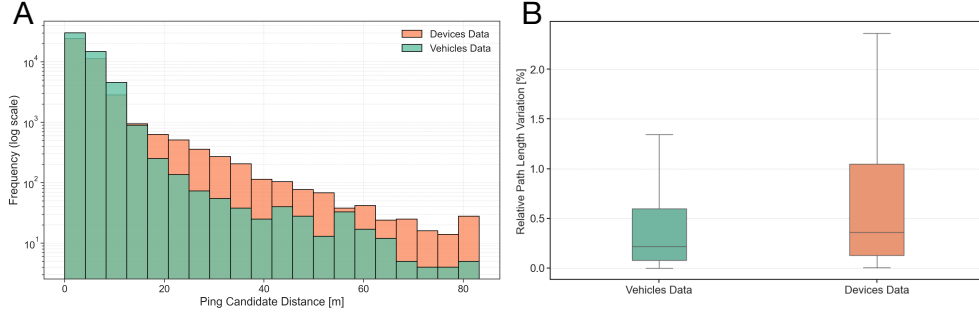 A
Devices Data
Vehicles Data
Frequency (log scale)
10^4
10^3
10^2
10^1
0
20
40
60
80
Ping Candidate Distance [m]
B
Relative Path Length Variation [%]
2.0
1.5
1.0
0.5
0.0
Vehicles Data
Devices Data